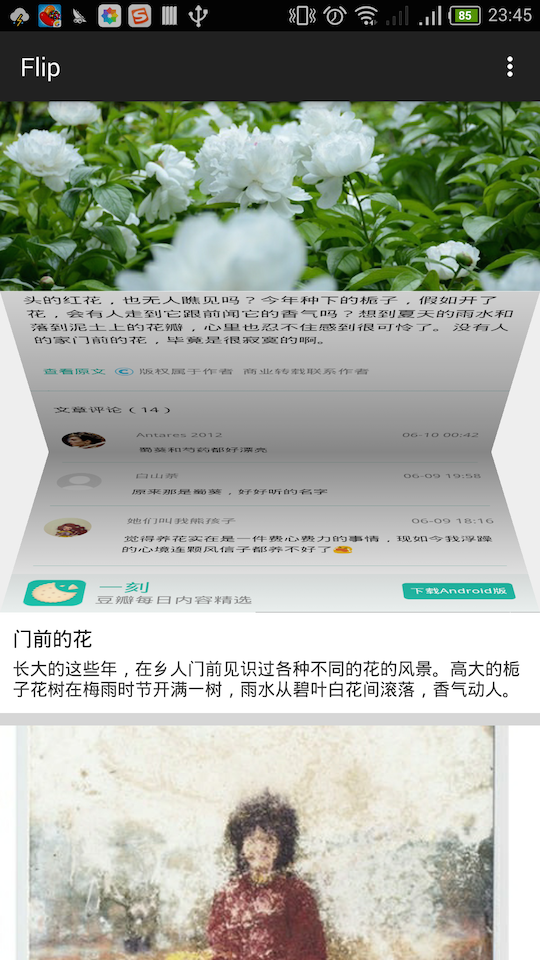 85
23:45
Flip
头的红花，也无人瞧见吗？今年种下的栀子，假如开了
花，会有人走到它跟前闻它的香气吗？想到夏天的雨水和
落到泥土上的花瓣，心里也忍不住感到很可怜了。没有人
的家门前的花，毕竟是很寂寞的啊。
查看原文 © 版权属于作者 商业转载联系作者
文章评论（14）
Antares 2012 06-10 00:42
蜀葵和芍药都好漂亮
白山茶 06-09 19:58
原来那是蜀葵，好好听的名字
她们叫我熊孩子 06-09 18:16
觉得养花实在是一件费心费力的事情，现如今我浮躁
的心境连颗风信子都养不好了
一刻
豆瓣每日内容精选
下载Android版
门前的花
长大的这些年，在乡人门前见识过各种不同的花的风景。高大的栀
子花树在梅雨时节开满一树，雨水从碧叶白花间滚落，香气动人。